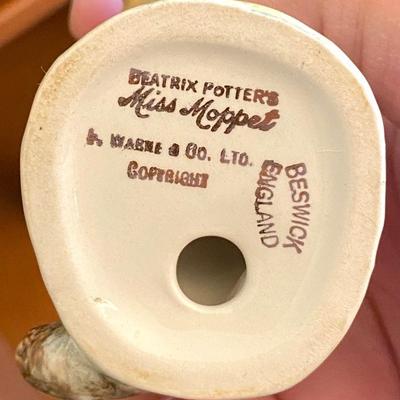 BEATRIX POTTER'S
Miss Moppet
F. WARNE & CO. LTD.
COPYRIGHT
BESWICK
ENGLAND